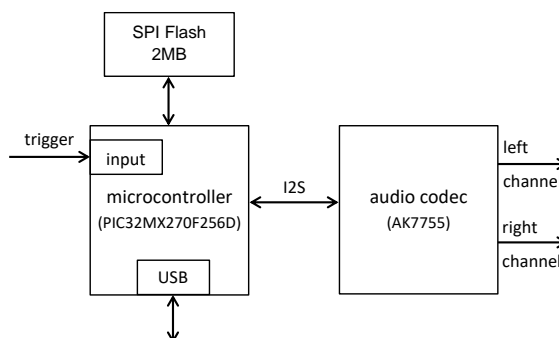 SPI Flash
2MB
trigger
input
microcontroller
(PIC32MX270F256D)
USB
I2S
audio codec
(AK7755)
left
channel
right
channel